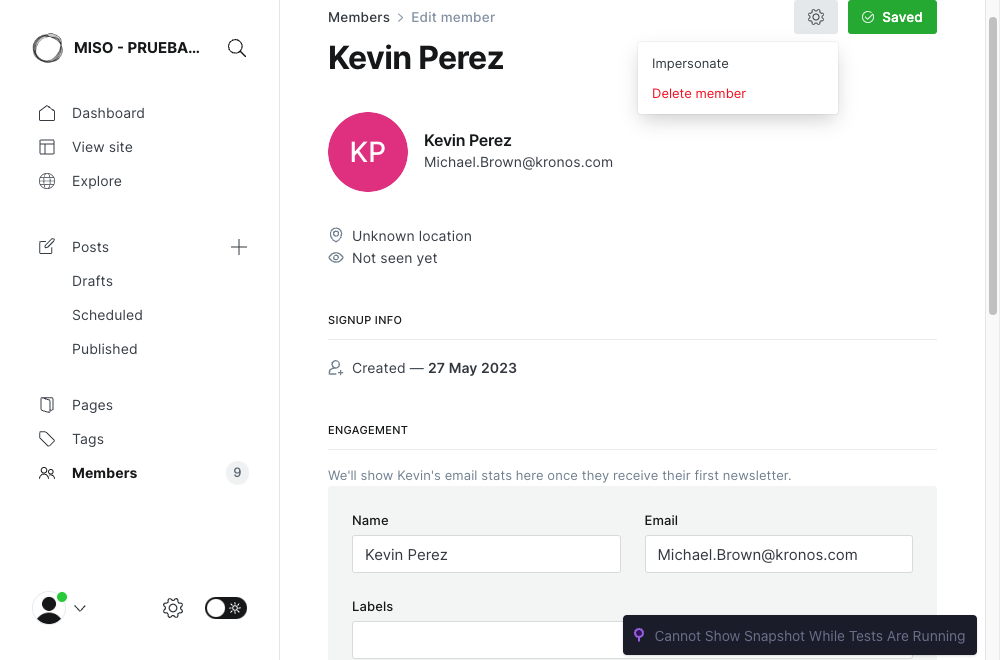 MISO - PRUEBA...
Dashboard
View site
Explore
Posts
Drafts
Scheduled
Published
Pages
Tags
Members 9
Members > Edit member
Saved
Kevin Perez
Impersonate
Delete member
KP
Kevin Perez
Michael.Brown@kronos.com
Unknown location
Not seen yet
SIGNUP INFO
Created — 27 May 2023
ENGAGEMENT
We'll show Kevin's email stats here once they receive their first newsletter.
Name
Kevin Perez
Email
Michael.Brown@kronos.com
Labels
Cannot Show Snapshot While Tests Are Running